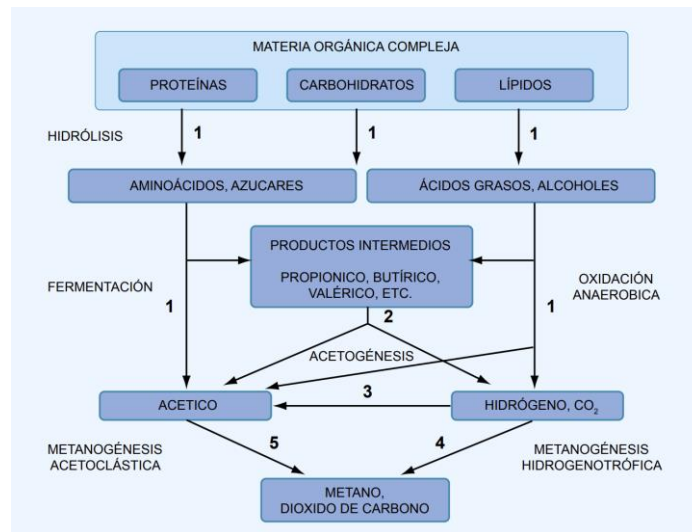 MATERIA ORGÁNICA COMPLEJA
PROTEÍNAS
CARBOHIDRATOS
LÍPIDOS
HIDRÓLISIS
1
1
1
AMINOÁCIDOS, AZUCARES
ÁCIDOS GRASOS, ALCOHOLES
PRODUCTOS INTERMEDIOS
PROPIONICO, BUTÍRICO,
VALÉRICO, ETC.
FERMENTACIÓN
1
OXIDACIÓN
ANAEROBICA
1
2
ACETOGÉNESIS
ACETICO
3
HIDRÓGENO, CO₂
METANOGÉNESIS
ACETOCLÁSTICA
5
4
METANOGÉNESIS
HIDROGENOTRÓFICA
METANO,
DIOXIDO DE CARBONO